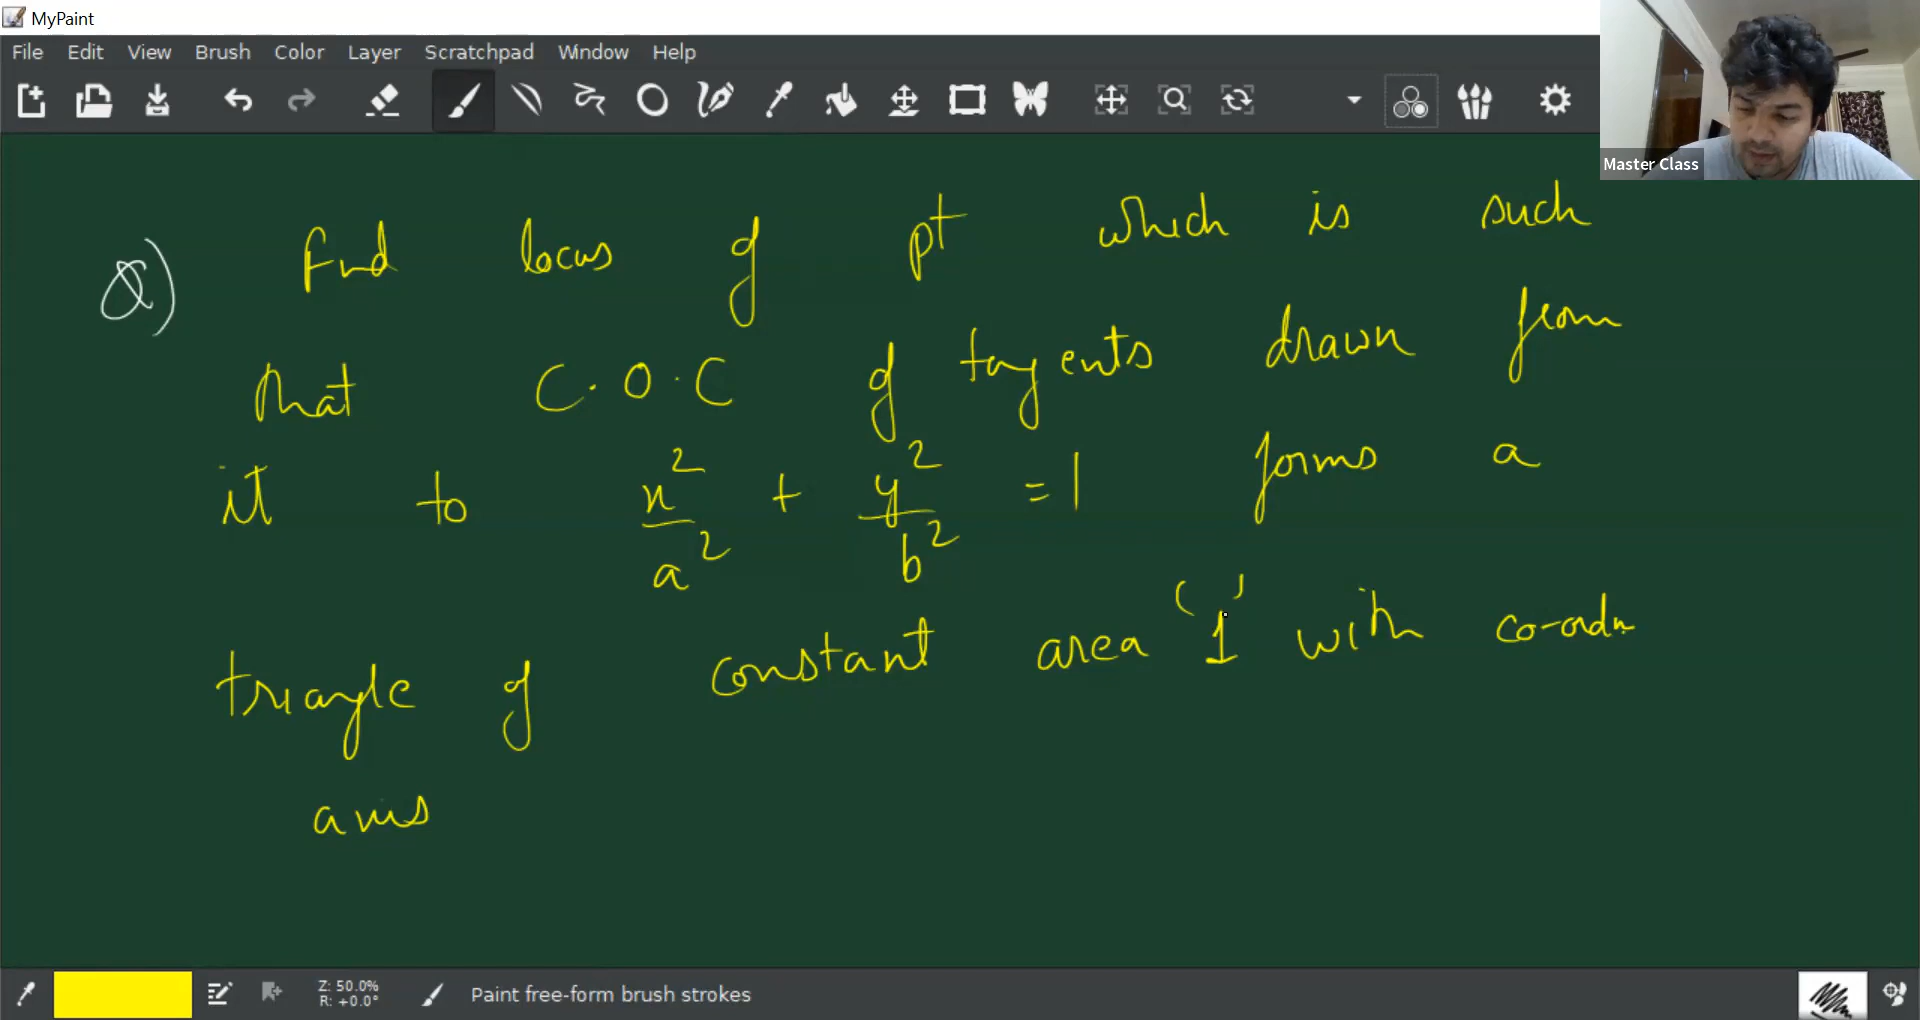 MyPaint
File Edit View Brush Color Layer Scratchpad Window Help
Master Class
Q) Find locus of pt which is such
that C.O.C of tangents drawn from
it to x²/a² + y²/b² = 1 forms a
triangle of constant area '1' with co-ordn
axis
Z: 50.0%
R: +0.0°
Paint free-form brush strokes